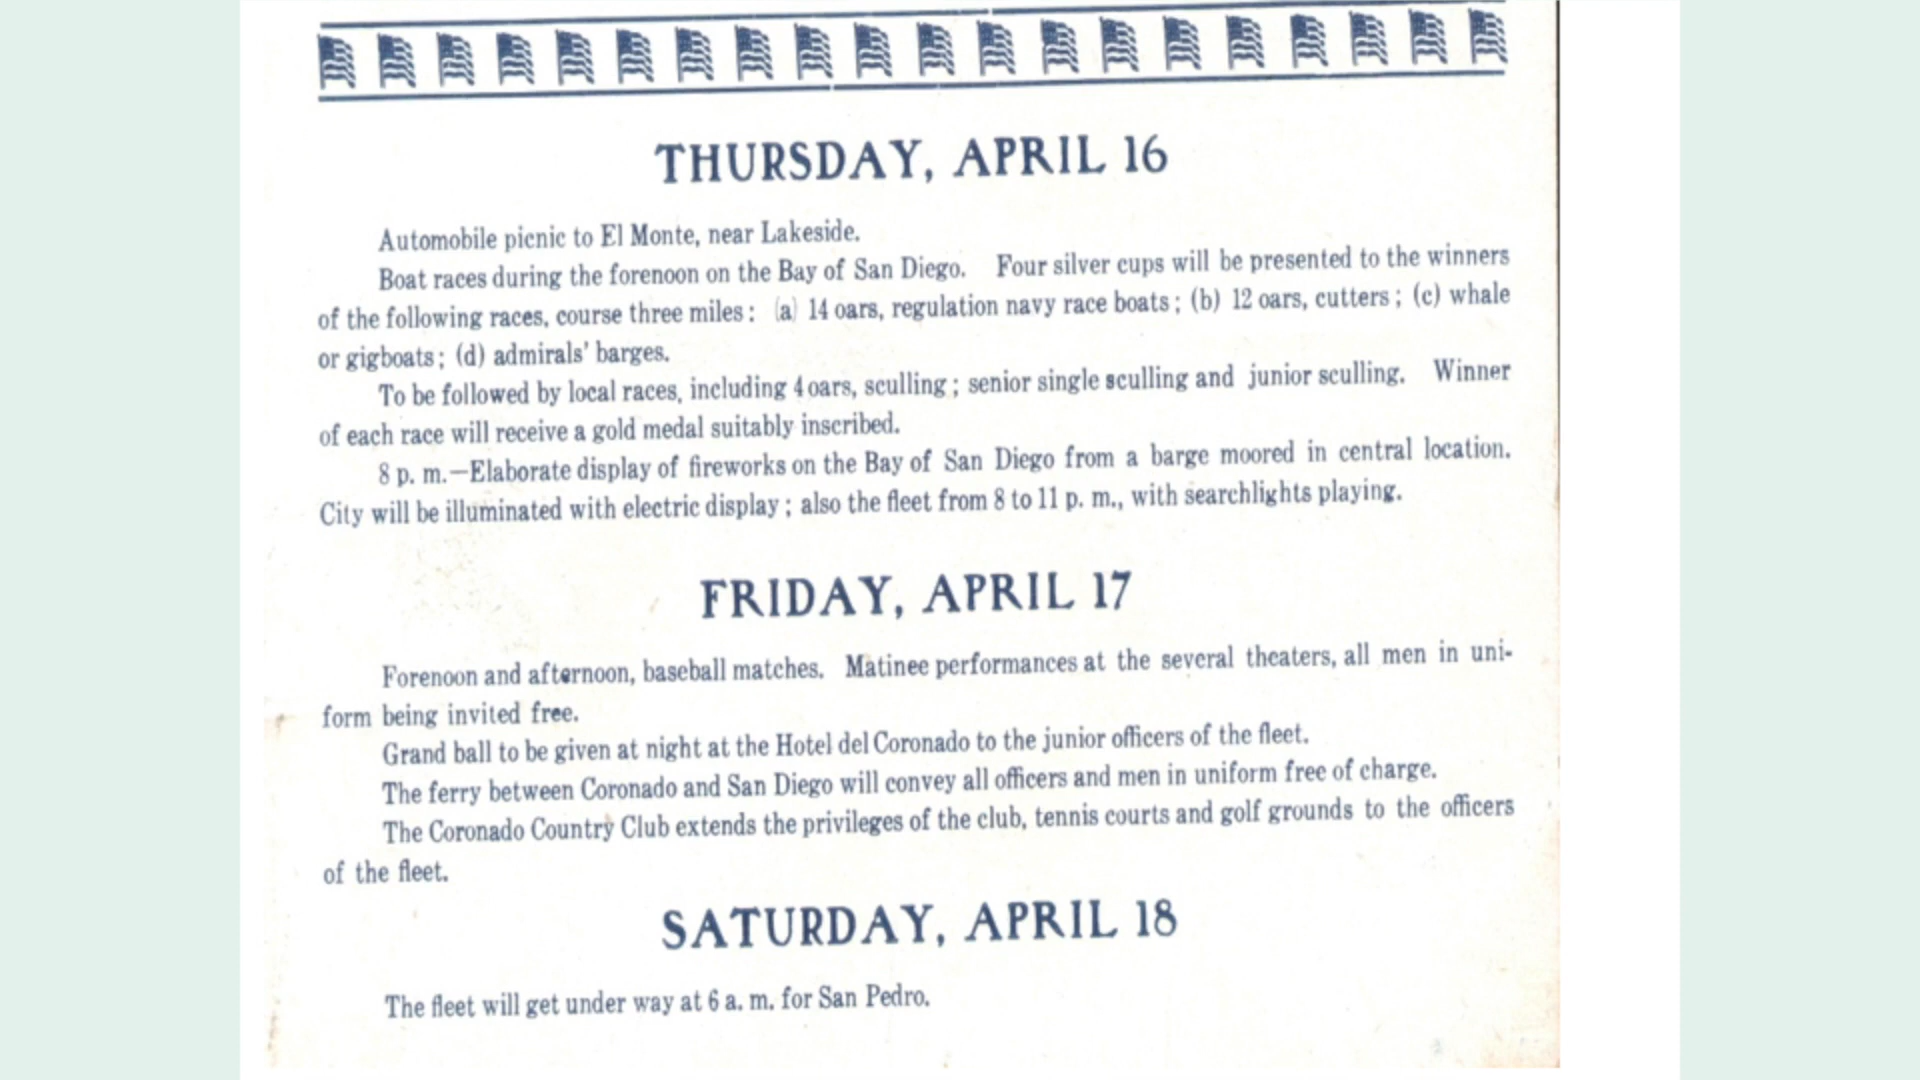 THURSDAY, APRIL 16
Automobile picnic to El Monte, near Lakeside.
Boat races during the forenoon on the Bay of San Diego. Four silver cups will be presented to the winners
of the following races, course three miles: (a) 14 oars, regulation navy race boats; (b) 12 oars, cutters; (c) whale
or gigboats; (d) admirals' barges.
To be followed by local races, including 4 oars, sculling; senior single sculling and junior sculling. Winner
of each race will receive a gold medal suitably inscribed.
8 p. m.—Elaborate display of fireworks on the Bay of San Diego from a barge moored in central location.
City will be illuminated with electric display; also the fleet from 8 to 11 p. m., with searchlights playing.
FRIDAY, APRIL 17
Forenoon and afternoon, baseball matches. Matinee performances at the several theaters, all men in uni-
form being invited free.
Grand ball to be given at night at the Hotel del Coronado to the junior officers of the fleet.
The ferry between Coronado and San Diego will convey all officers and men in uniform free of charge.
The Coronado Country Club extends the privileges of the club, tennis courts and golf grounds to the officers
of the fleet.
SATURDAY, APRIL 18
The fleet will get under way at 6 a. m. for San Pedro.